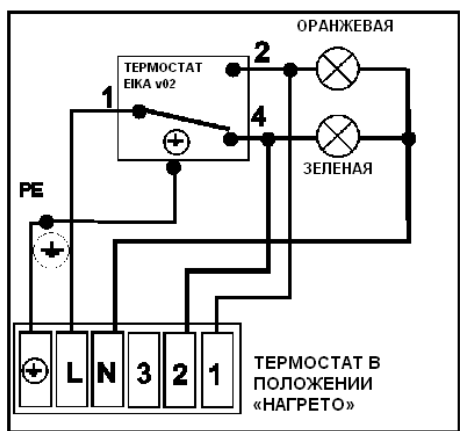 ОРАНЖЕВАЯ
ТЕРМОСТАТ
EIKA v02
2
1
4
ЗЕЛЕНАЯ
PE
L N 3 2 1
ТЕРМОСТАТ В
ПОЛОЖЕНИИ
«НАГРЕТО»